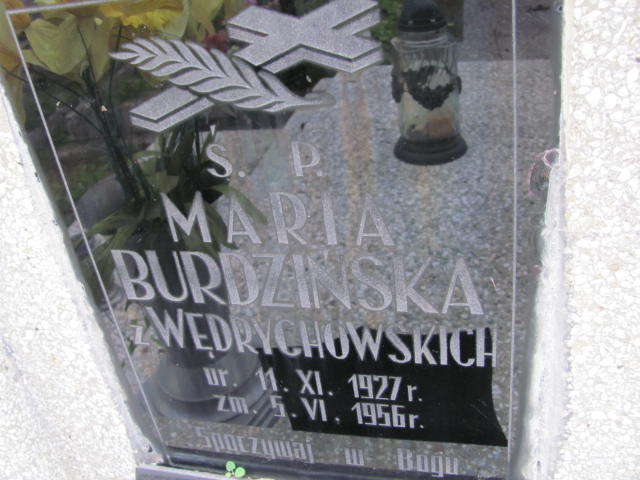 Ś. P.
MARIA
BURDZIŃSKA
z WĘDRYCHOWSKICH
ur. 11. XI. 1927 r.
zm. 5. VI. 1956 r.
Spoczywaj w Bogu